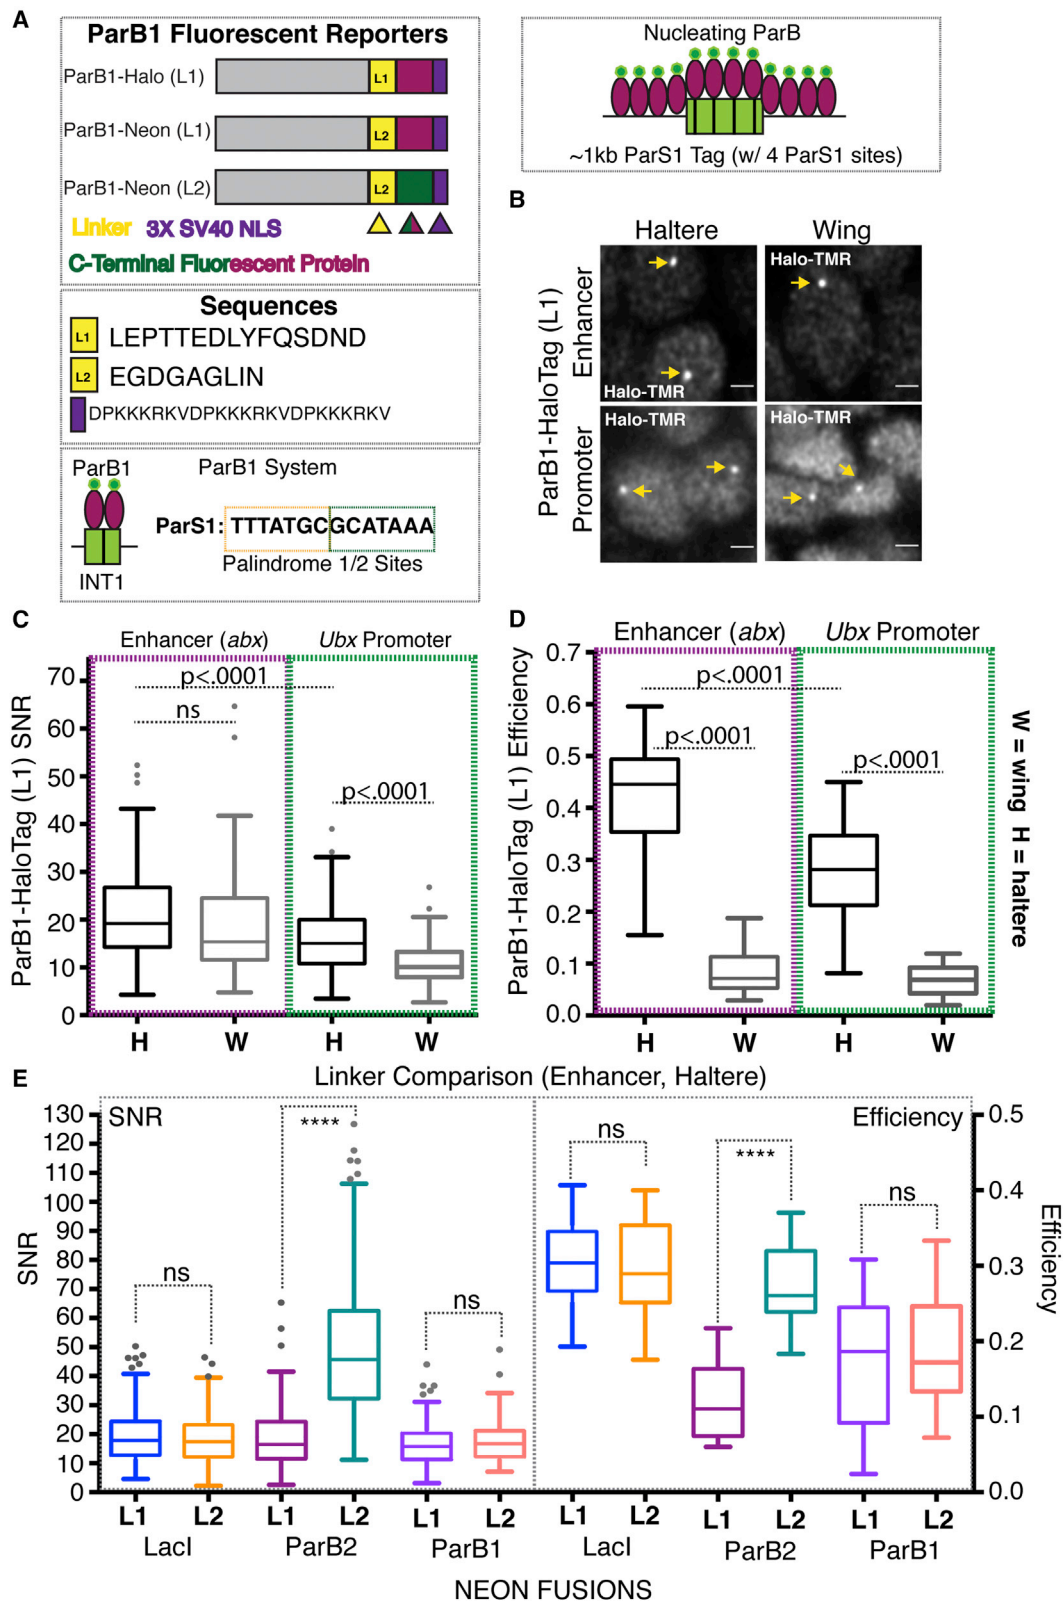 A
ParB1 Fluorescent Reporters
ParB1-Halo (L1)
L1
ParB1-Neon (L1)
L2
ParB1-Neon (L2)
L2
Linker 3X SV40 NLS
C-Terminal Fluorescent Protein
Sequences
L1 LEPTTEDLYFQSDND
L2 EGDGAGLIN
DPKKKRKVDPKKKRKVDPKKKRKV
ParB1
ParB1 System
ParS1: TTTATGCGCATAAA
Palindrome 1/2 Sites
INT1
Nucleating ParB
~1kb ParS1 Tag (w/ 4 ParS1 sites)
B
Haltere
Wing
ParB1-HaloTag (L1)
Enhancer
Promoter
Halo-TMR
Halo-TMR
Halo-TMR
Halo-TMR
C
Enhancer (abx)
Ubx Promoter
ParB1-HaloTag (L1) SNR
70
60
50
40
30
20
10
0
p<.0001
ns
p<.0001
H
W
H
W
D
Enhancer (abx)
Ubx Promoter
ParB1-HaloTag (L1) Efficiency
0.7
0.6
0.5
0.4
0.3
0.2
0.1
0.0
p<.0001
p<.0001
p<.0001
H
W
H
W
W = wing H = haltere
E
Linker Comparison (Enhancer, Haltere)
SNR
Efficiency
SNR
130
120
110
100
90
80
70
60
50
40
30
20
10
0
ns
****
ns
ns
****
ns
0.5
0.4
0.3
0.2
0.1
0.0
Efficiency
L1 L2 L1 L2 L1 L2 L1 L2 L1 L2 L1 L2
LacI ParB2 ParB1 LacI ParB2 ParB1
NEON FUSIONS